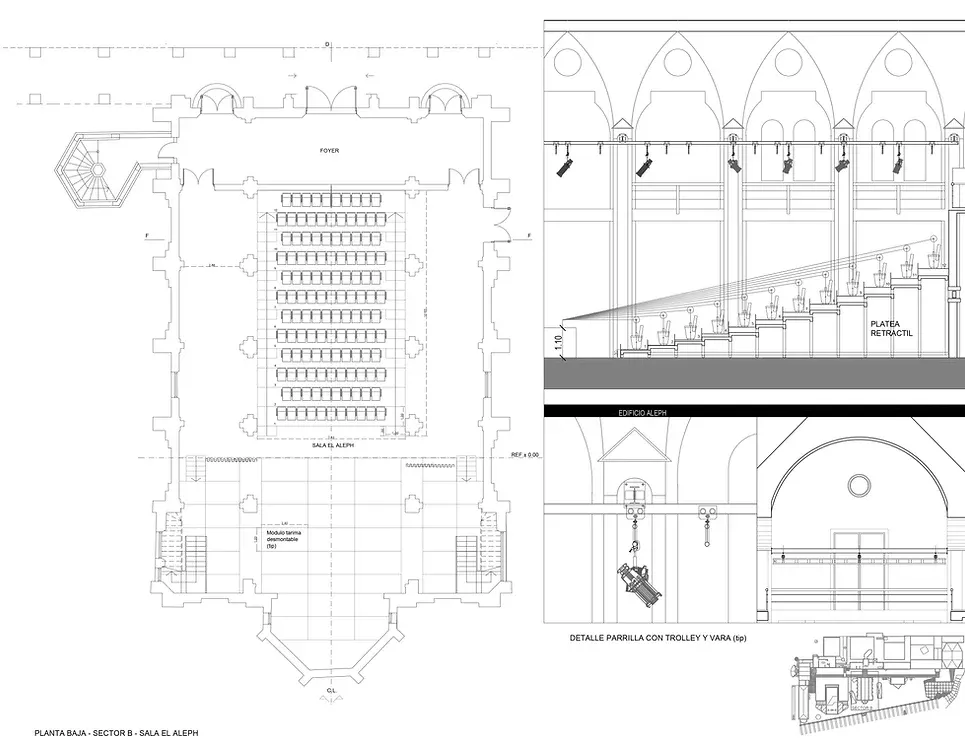 D
FOYER
F
F
SALA EL ALEPH
REF ± 0,00
Modulo tarima
desmontable
(tip)
C.L.
PLANTA BAJA - SECTOR B - SALA EL ALEPH
1.10
PLATEA
RETRACTIL
EDIFICIO ALEPH
DETALLE PARRILLA CON TROLLEY Y VARA (tip)